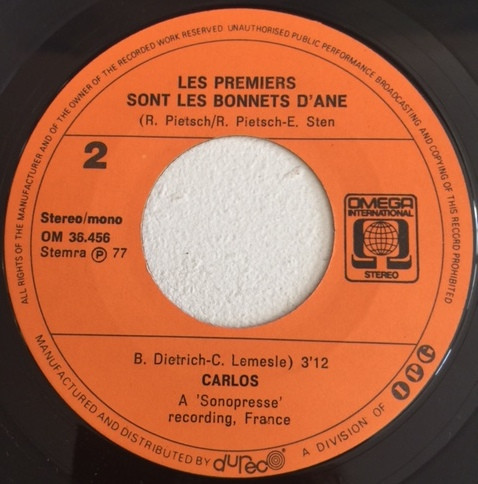 ALL RIGHTS OF THE MANUFACTURER AND OF THE OWNER OF THE RECORDED WORK RESERVED UNAUTHORISED PUBLIC PERFORMANCE BROADCASTING AND COPYING OF THIS RECORD PROHIBITED
LES PREMIERS
SONT LES BONNETS D'ANE
(R. Pietsch/R. Pietsch-E. Sten
2
Stereo/mono
OM 36.456
Stemra Ⓟ 77
OMEGA
INTERNATIONAL
STEREO
B. Dietrich-C. Lemesle) 3'12
CARLOS
A 'Sonopresse'
recording, France
MANUFACTURED AND DISTRIBUTED BY dureco A DIVISION OF